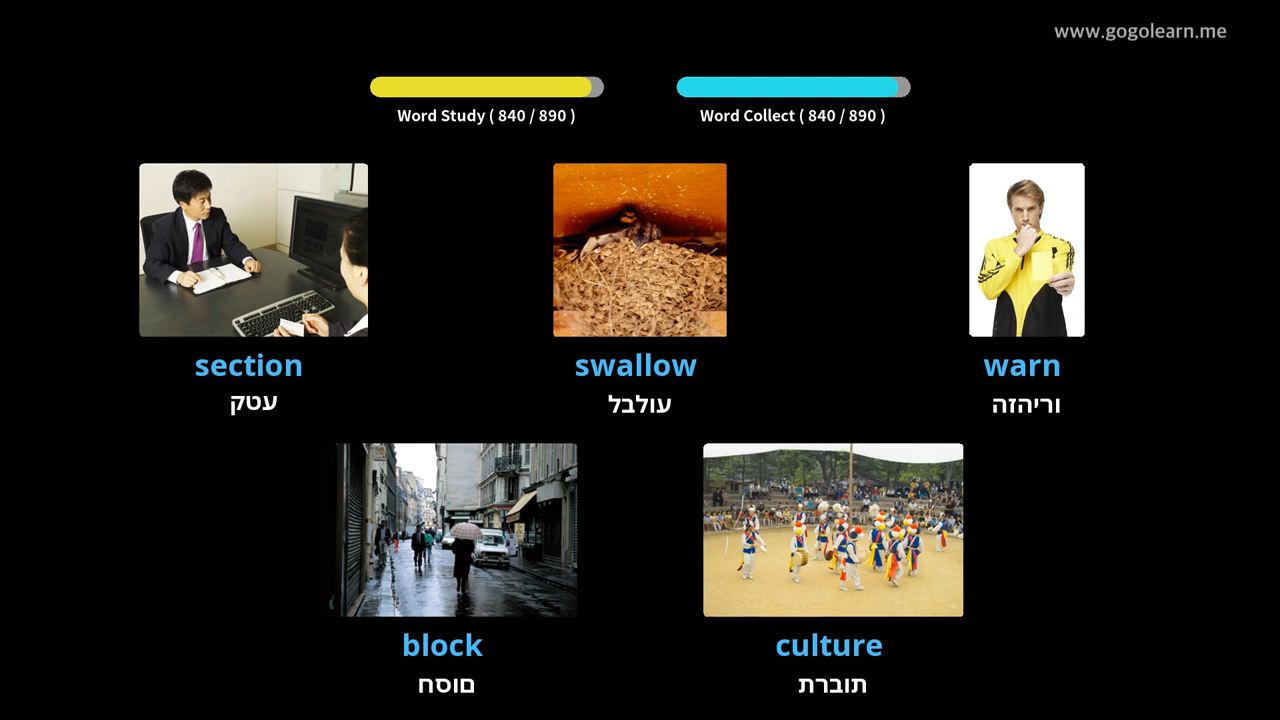 www.gogolearn.me
Word Study ( 840 / 890 )
Word Collect ( 840 / 890 )
section
עטק
swallow
עולבל
warn
וריהזה
block
םוסח
culture
תוברת